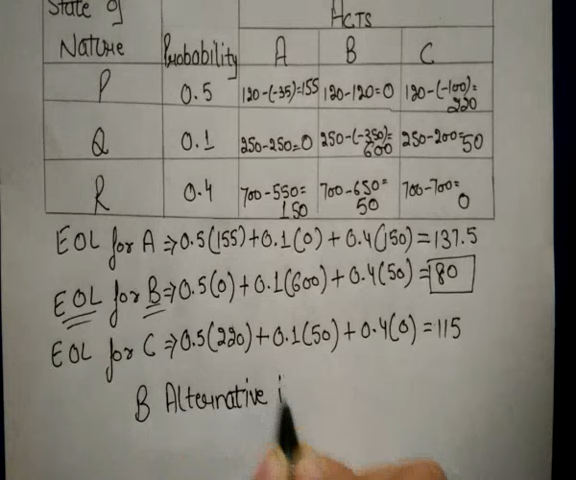 State of
Nature
Probability
ACTS
A B C
P 0.5 120-(-35)=155 120-120=0 120-(-100)=220
Q 0.1 250-250=0 250-(-350)=600 250-200=50
R 0.4 700-550=150 700-650=50 700-700=0
EOL for A ⇒ 0.5(155)+0.1(0)+0.4(150)=137.5
EOL for B ⇒ 0.5(0)+0.1(600)+0.4(50)=80
EOL for C ⇒ 0.5(220)+0.1(50)+0.4(0)=115
B Alternative i